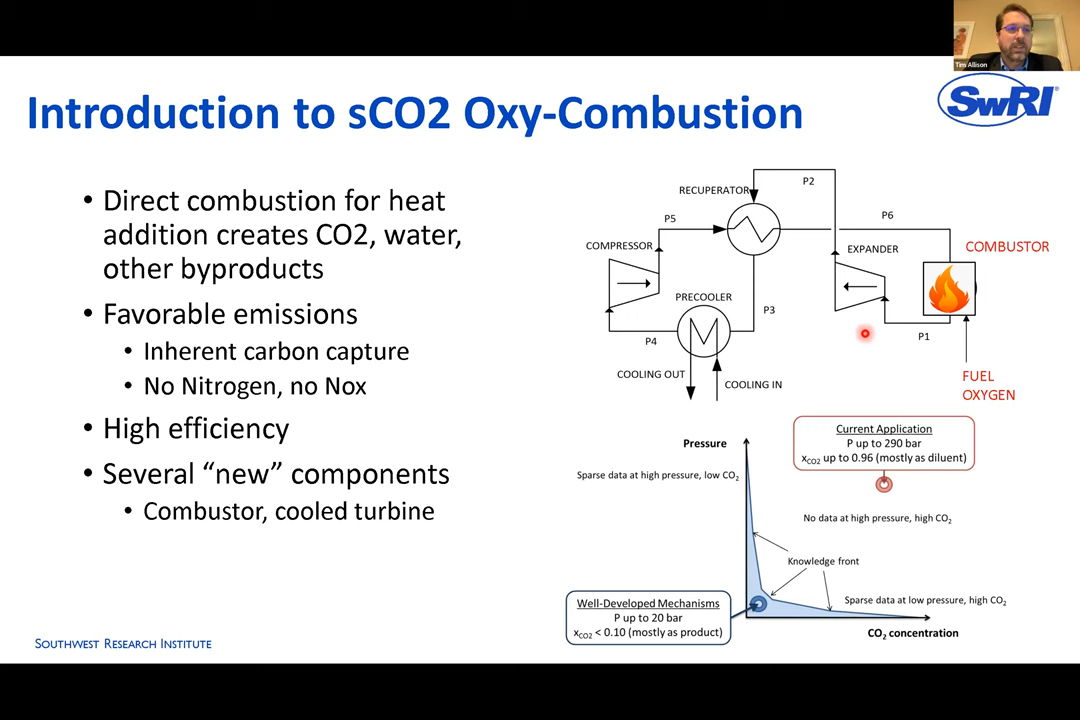 Tim Allison
SwRI®
Introduction to sCO2 Oxy-Combustion
• Direct combustion for heat
addition creates CO2, water,
other byproducts
• Favorable emissions
• Inherent carbon capture
• No Nitrogen, no Nox
• High efficiency
• Several “new” components
• Combustor, cooled turbine
RECUPERATOR
P2
P5
P6
COMPRESSOR
EXPANDER
COMBUSTOR
PRECOOLER
P3
P4
P1
COOLING OUT
COOLING IN
FUEL
OXYGEN
Pressure
Current Application
P up to 290 bar
xCO2 up to 0.96 (mostly as diluent)
Sparse data at high pressure, low CO2
No data at high pressure, high CO2
Knowledge front
Sparse data at low pressure, high CO2
Well-Developed Mechanisms
P up to 20 bar
xCO2 < 0.10 (mostly as product)
CO2 concentration
SOUTHWEST RESEARCH INSTITUTE